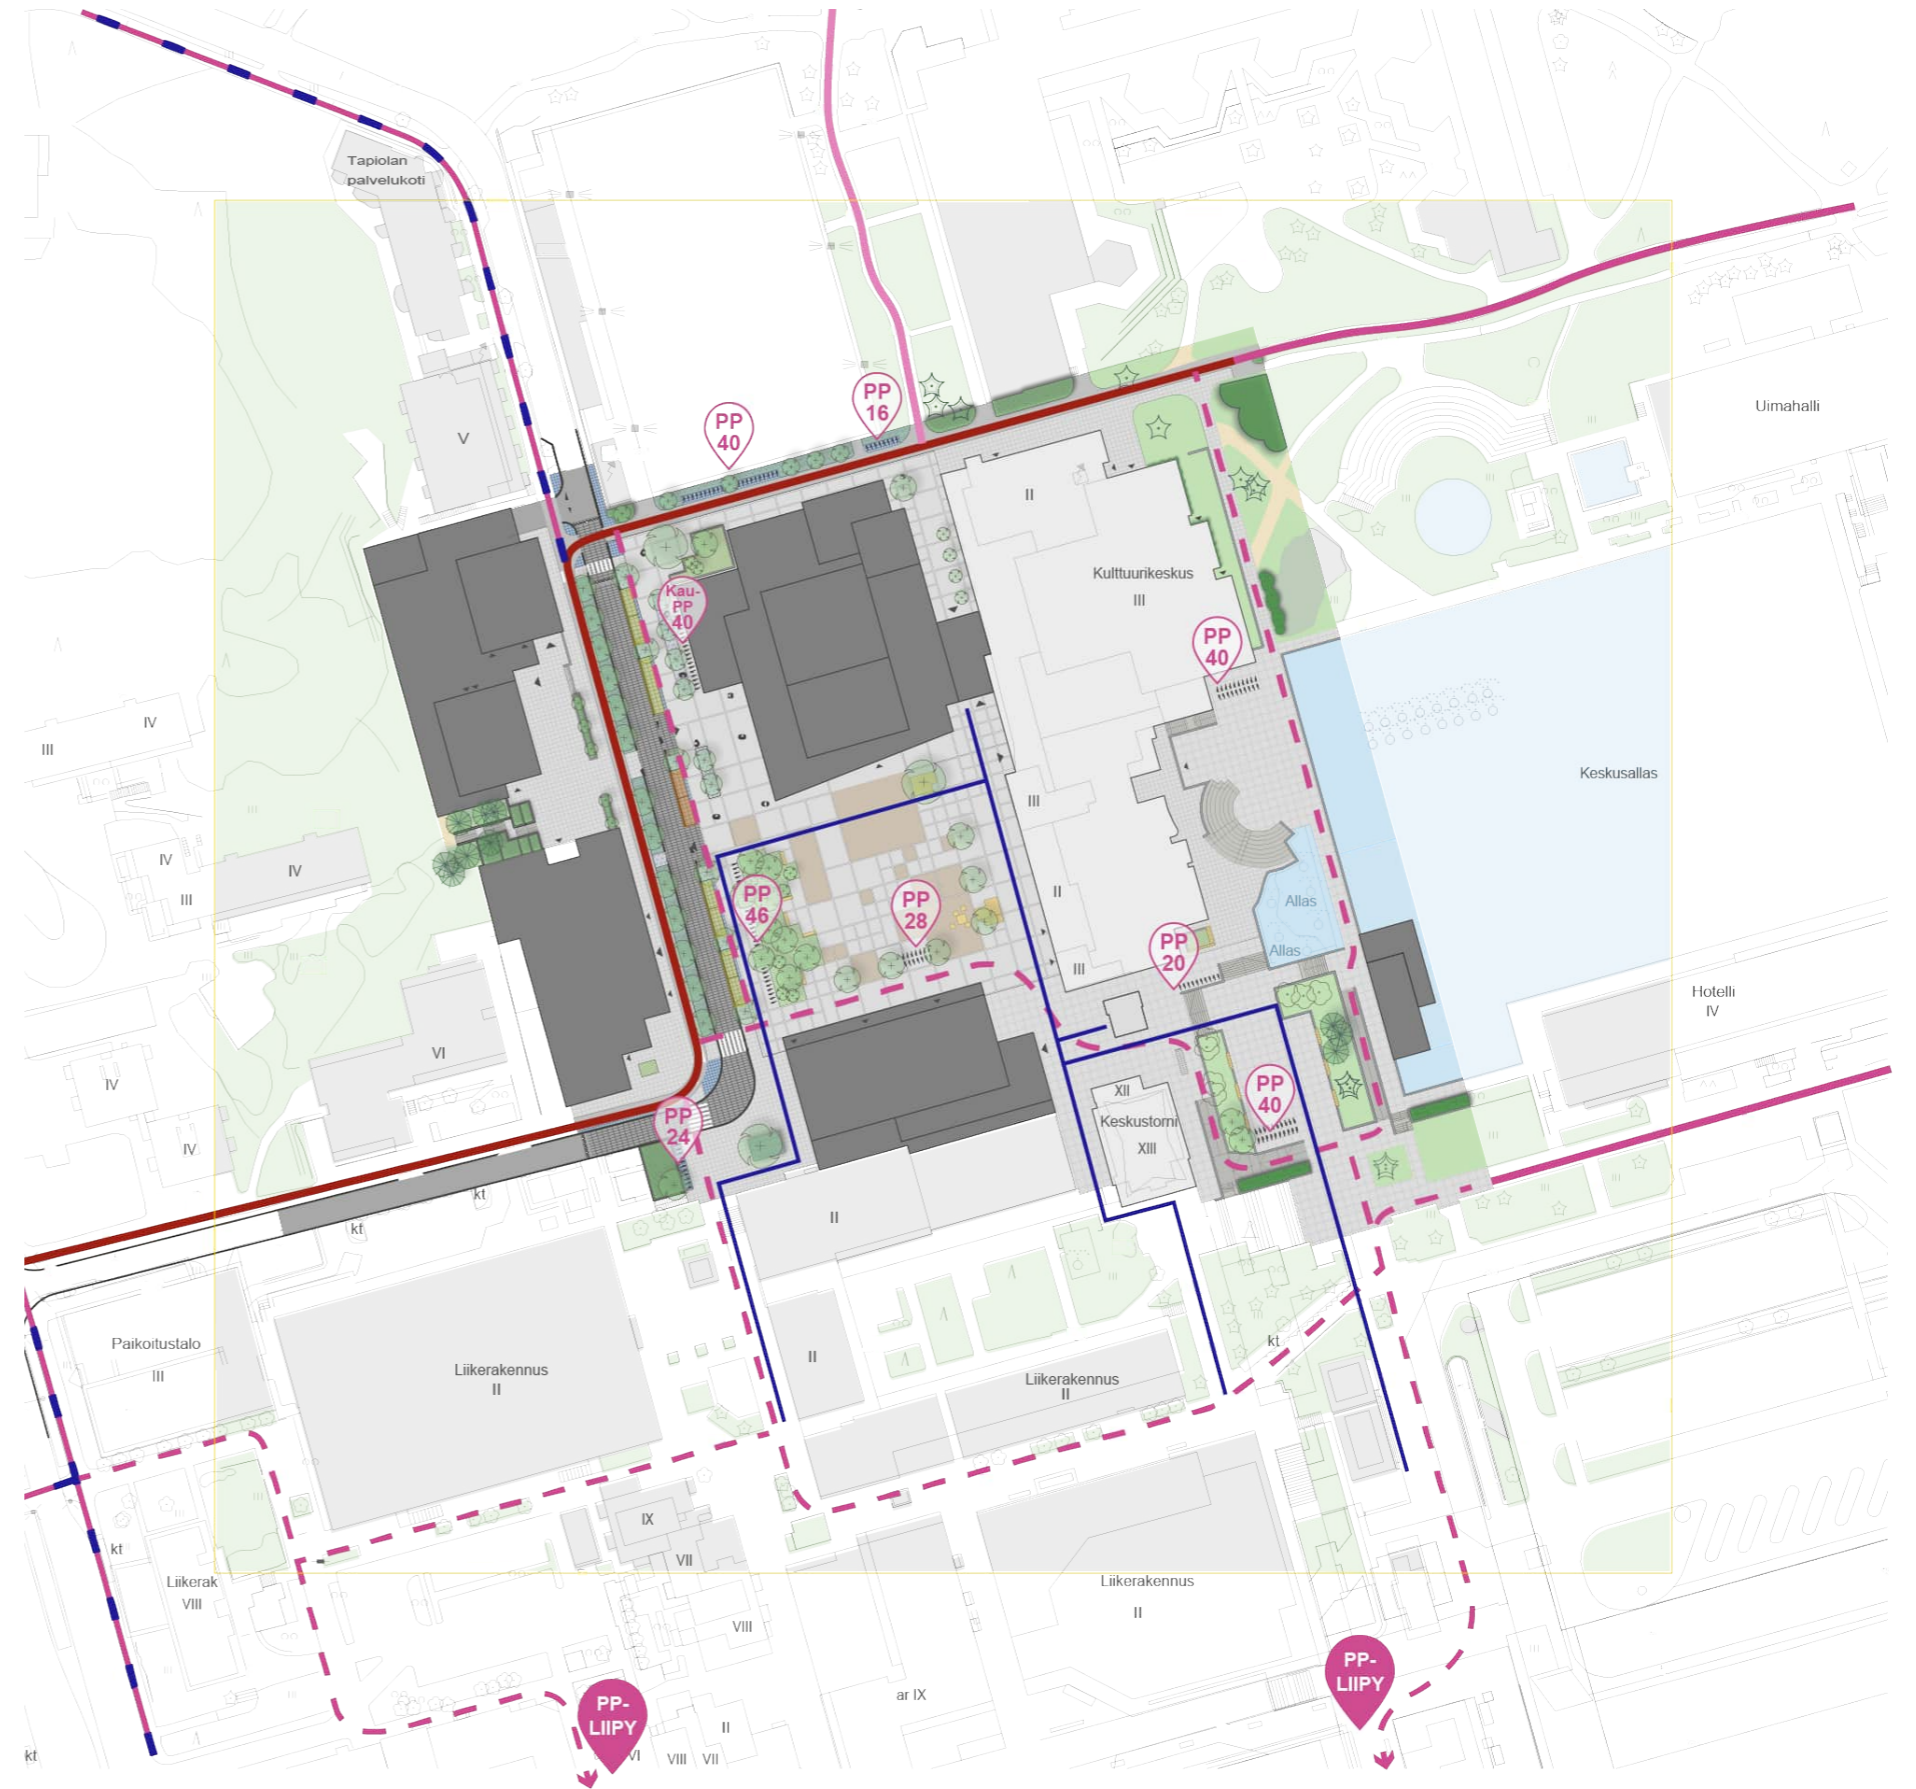 Tapiolan
palvelukoti
PP
16
PP
40
Uimahalli
V
II
Kulttuurikeskus
III
Kau-
PP
40
PP
40
IV
III
Keskusallas
III
IV
IV
III
II
PP
46
PP
28
Allas
Allas
PP
20
III
Hotelli
IV
VI
IV
XII
Keskustorni
XIII
PP
40
PP
24
IV
kt
kt
II
Paikoitustalo
III
Liikerakennus
II
II
Liikerakennus
II
kt
IX
VII
kt
Liikerak
VIII
Liikerakennus
II
VIII
PP-
LIIPY
PP-
LIIPY
ar IX
II
VI
VIII
VII
kt